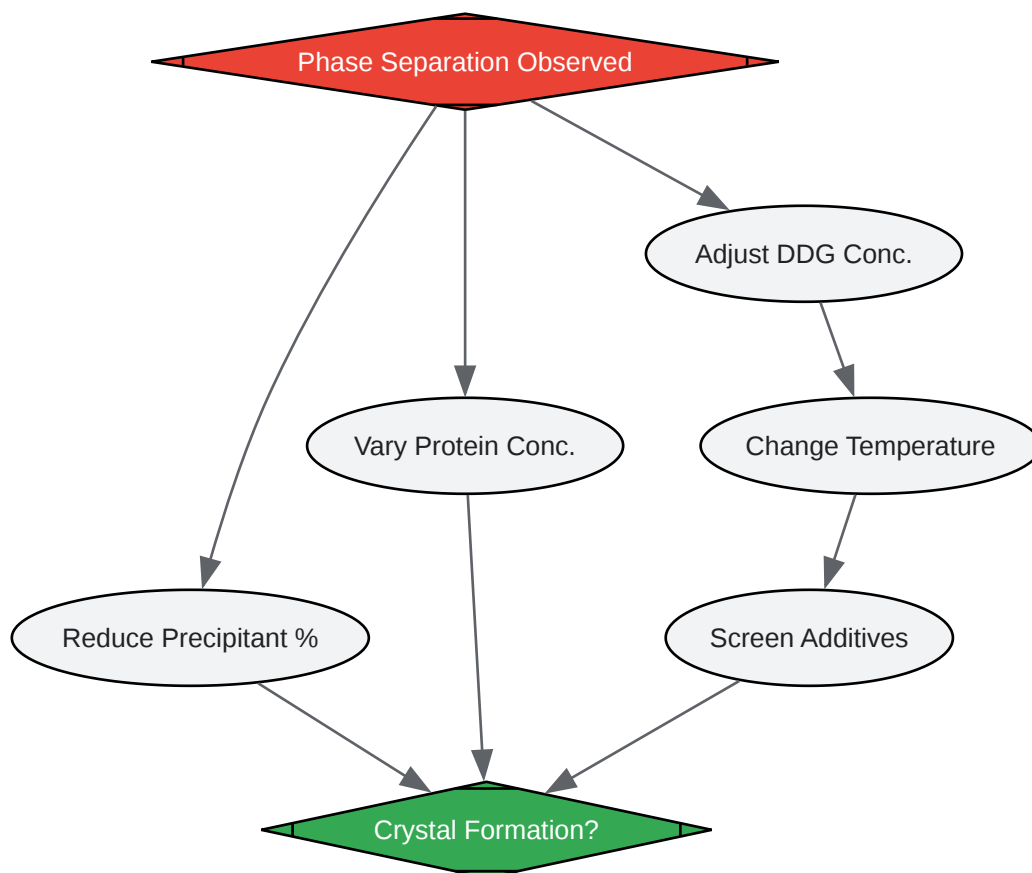 Phase Separation Observed
Adjust DDG Conc.
Vary Protein Conc.
Change Temperature
Reduce Precipitant %
Screen Additives
Crystal Formation?